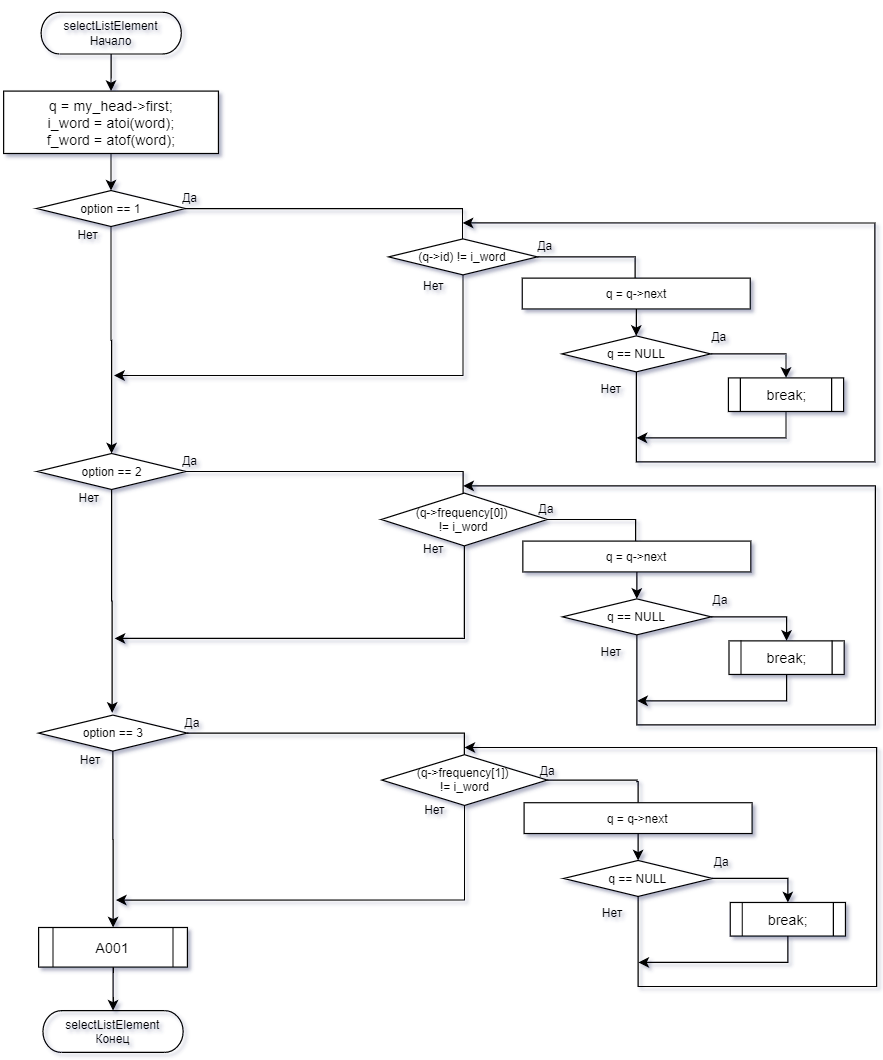 selectListElement
Начало
q = my_head->first;
i_word = atoi(word);
f_word = atof(word);
option == 1
Да
Нет
(q->id) != i_word
Да
Нет
q = q->next
q == NULL
Да
Нет
break;
option == 2
Да
Нет
(q->frequency[0])
!= i_word
Да
Нет
q = q->next
q == NULL
Да
Нет
break;
option == 3
Да
Нет
(q->frequency[1])
!= i_word
Да
Нет
q = q->next
q == NULL
Да
Нет
break;
A001
selectListElement
Конец